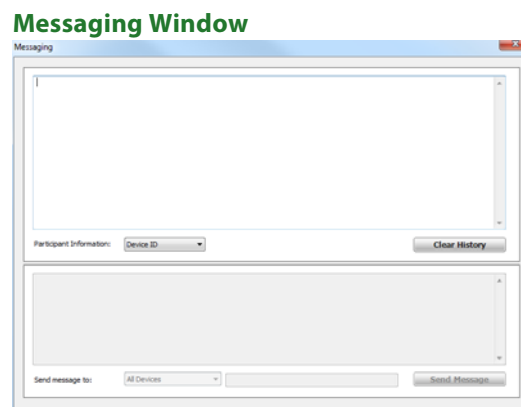 Messaging Window
Messaging
Participant Information: Device ID Clear History
Send message to: All Devices Send Message